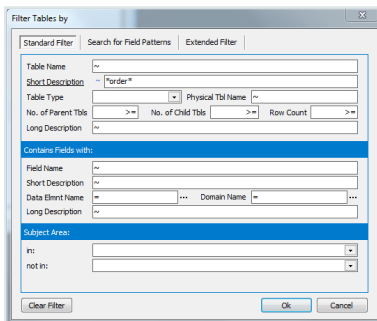 Filter Tables by
Standard Filter Search for Field Patterns Extended Filter
Table Name ~
Short Description ~ *order*
Table Type Physical Tbl Name ~
No. of Parent Tbls >= No. of Child Tbls >= Row Count >=
Long Description ~
Contains Fields with:
Field Name ~
Short Description ~
Data Elmnt Name = ... Domain Name = ...
Long Description ~
Subject Area:
in:
not in:
Clear Filter Ok Cancel